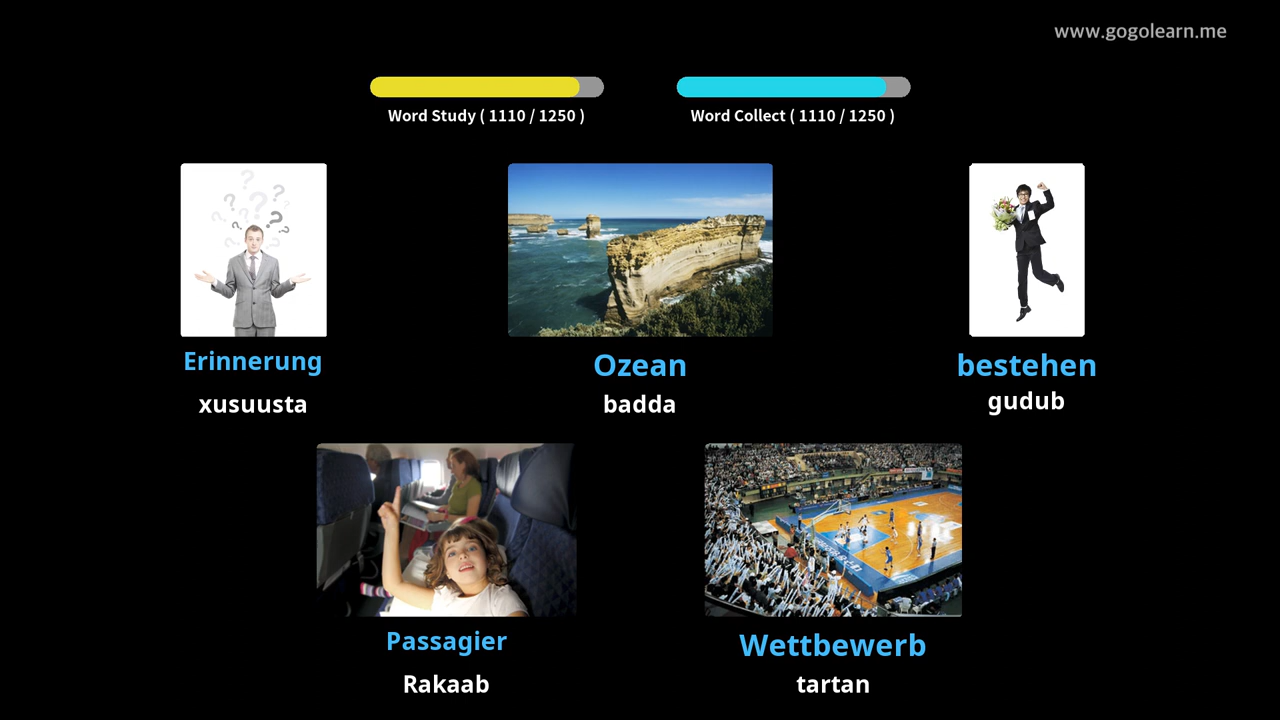 www.gogolearn.me
Word Study ( 1110 / 1250 )
Word Collect ( 1110 / 1250 )
Erinnerung
xusuusta
Ozean
badda
bestehen
gudub
Passagier
Rakaab
Wettbewerb
tartan